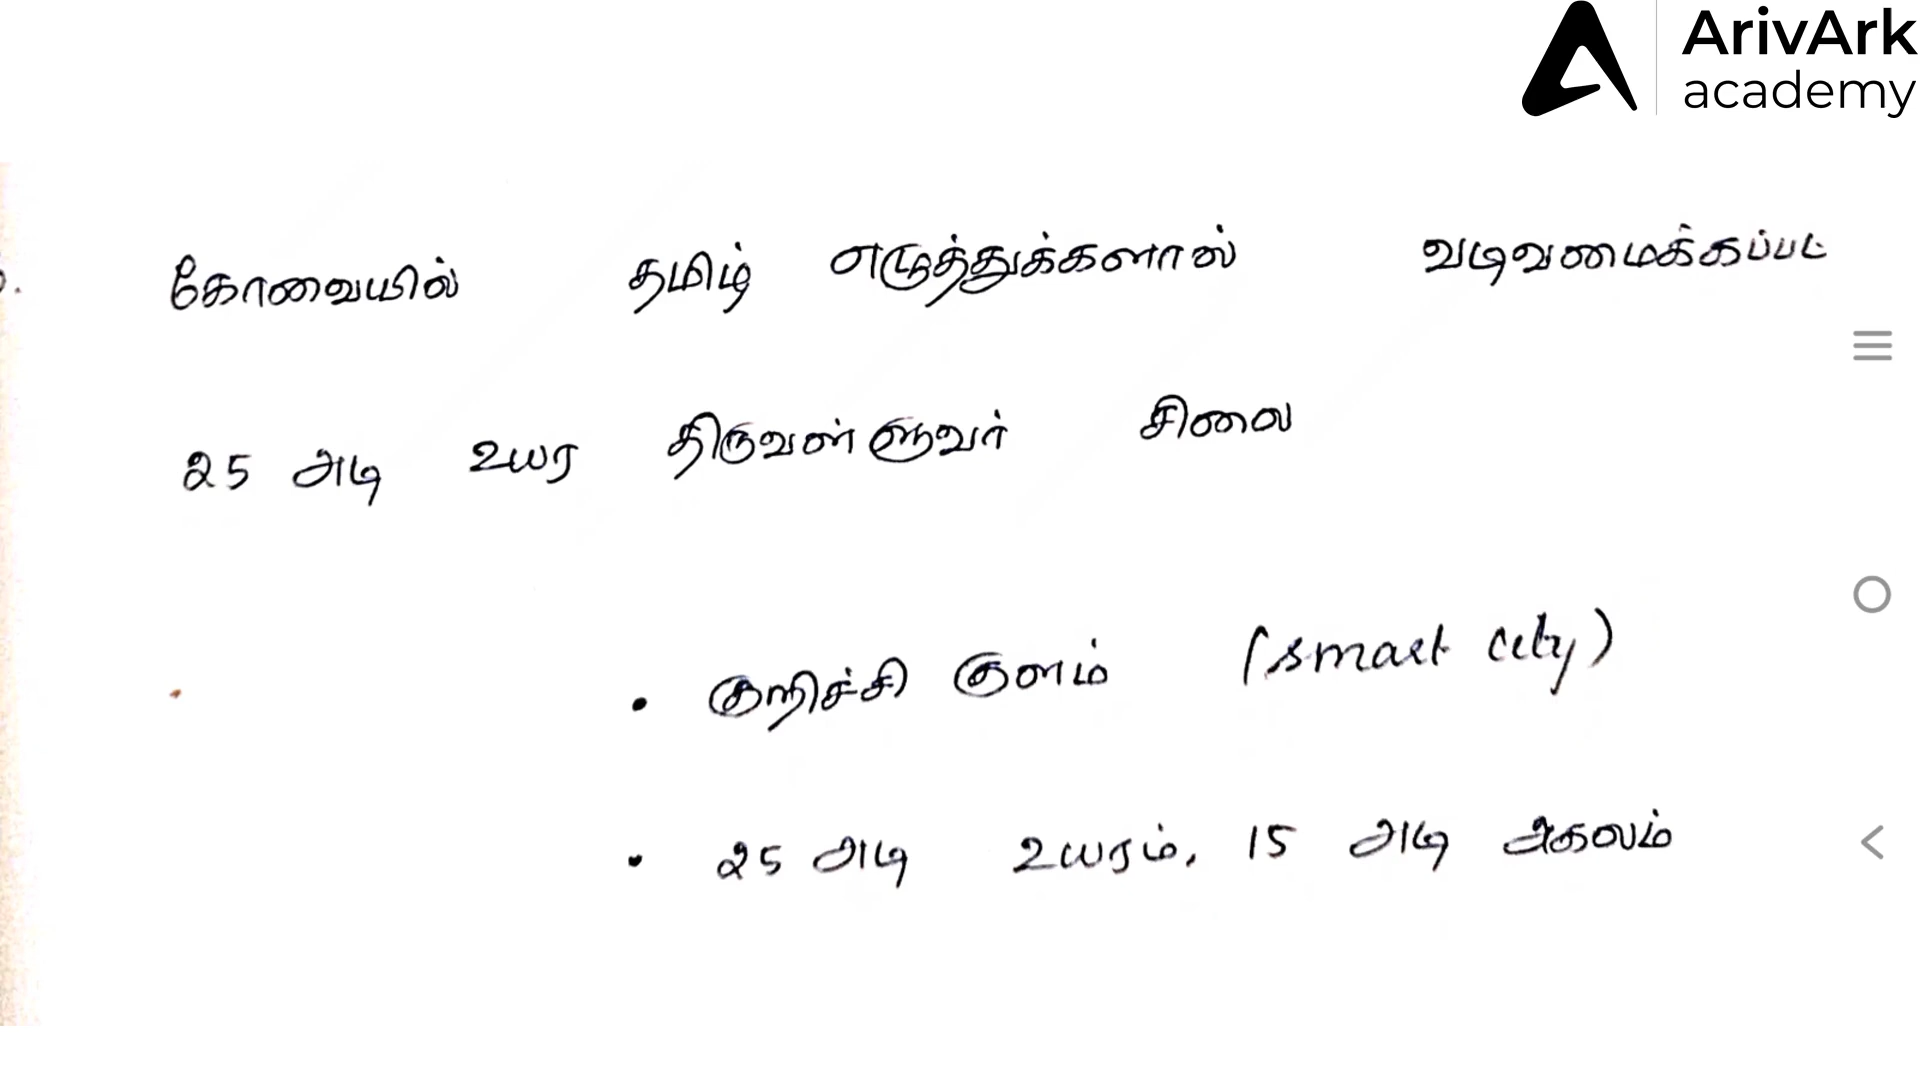 ArivArk
academy
கோவையில் தமிழ் எழுத்துக்களால் வடிவமைக்கப்பட
25 அடி உயர திருவள்ளுவர் சிலை
• குறிச்சி குளம் (smart city)
• 25 அடி உயரம், 15 அடி அகலம்